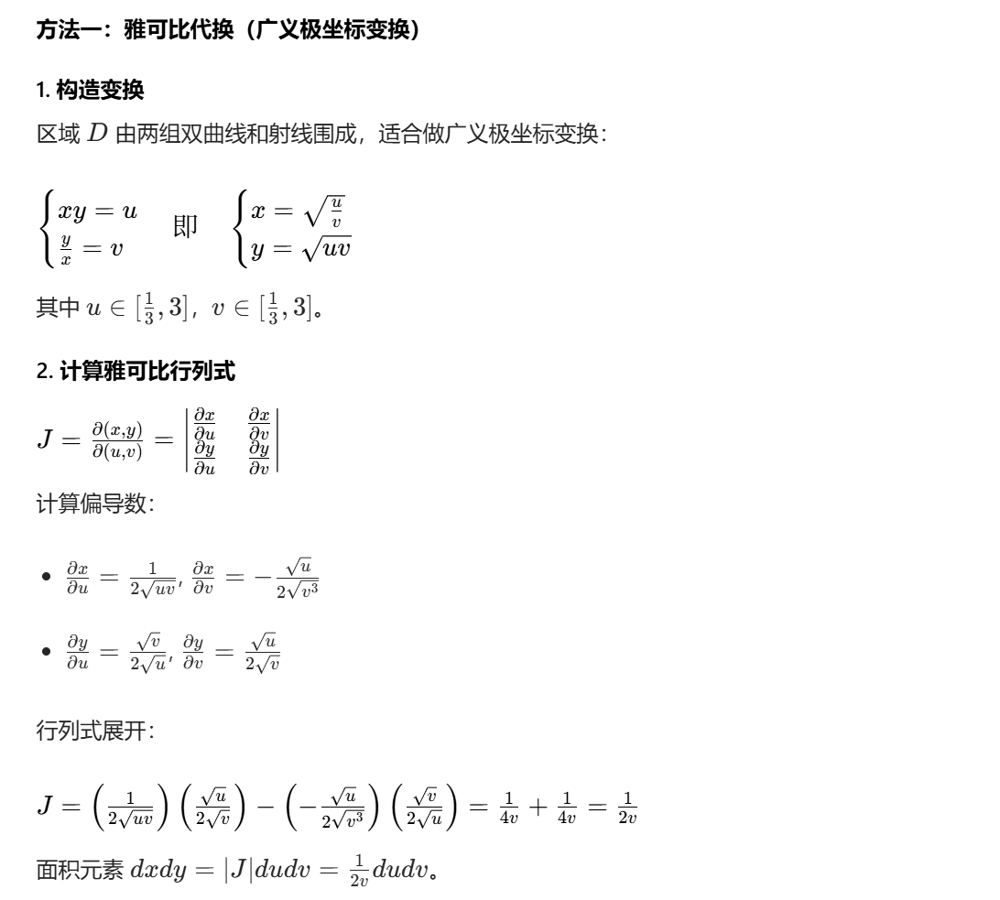 方法一：雅可比代换（广义极坐标变换）
1. 构造变换
区域 $D$ 由两组双曲线和射线围成，适合做广义极坐标变换：
$\begin{cases} xy = u \\ \frac{y}{x} = v \end{cases}$ 即 $\begin{cases} x = \sqrt{\frac{u}{v}} \\ y = \sqrt{uv} \end{cases}$
其中 $u \in [\frac{1}{3}, 3]$，$v \in [\frac{1}{3}, 3]$。
2. 计算雅可比行列式
$J = \frac{\partial(x,y)}{\partial(u,v)} = \begin{vmatrix} \frac{\partial x}{\partial u} & \frac{\partial x}{\partial v} \\ \frac{\partial y}{\partial u} & \frac{\partial y}{\partial v} \end{vmatrix}$
计算偏导数：
• $\frac{\partial x}{\partial u} = \frac{1}{2\sqrt{uv}}$, $\frac{\partial x}{\partial v} = -\frac{\sqrt{u}}{2\sqrt{v^3}}$
• $\frac{\partial y}{\partial u} = \frac{\sqrt{v}}{2\sqrt{u}}$, $\frac{\partial y}{\partial v} = \frac{\sqrt{u}}{2\sqrt{v}}$
行列式展开：
$J = \left(\frac{1}{2\sqrt{uv}}\right)\left(\frac{\sqrt{u}}{2\sqrt{v}}\right) - \left(-\frac{\sqrt{u}}{2\sqrt{v^3}}\right)\left(\frac{\sqrt{v}}{2\sqrt{u}}\right) = \frac{1}{4v} + \frac{1}{4v} = \frac{1}{2v}$
面积元素 $dxdy = |J|dudv = \frac{1}{2v}dudv$。